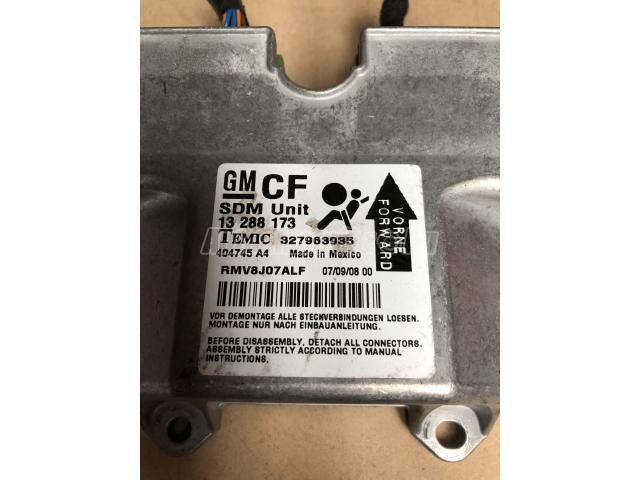 GM CF
SDM Unit
13 288 173
TEMIC 327963935
404745 A4 Made in Mexico
RMV8J07ALF 07/09/08 00
VORNE
FORWARD
VOR DEMONTAGE ALLE STECKVERBINDUNGEN LOESEN.
MONTAGE NUR NACH EINBAUANLEITUNG.
BEFORE DISASSEMBLY, DETACH ALL CONNECTORS.
ASSEMBLY STRICTLY ACCORDING TO MANUAL
INSTRUCTIONS.